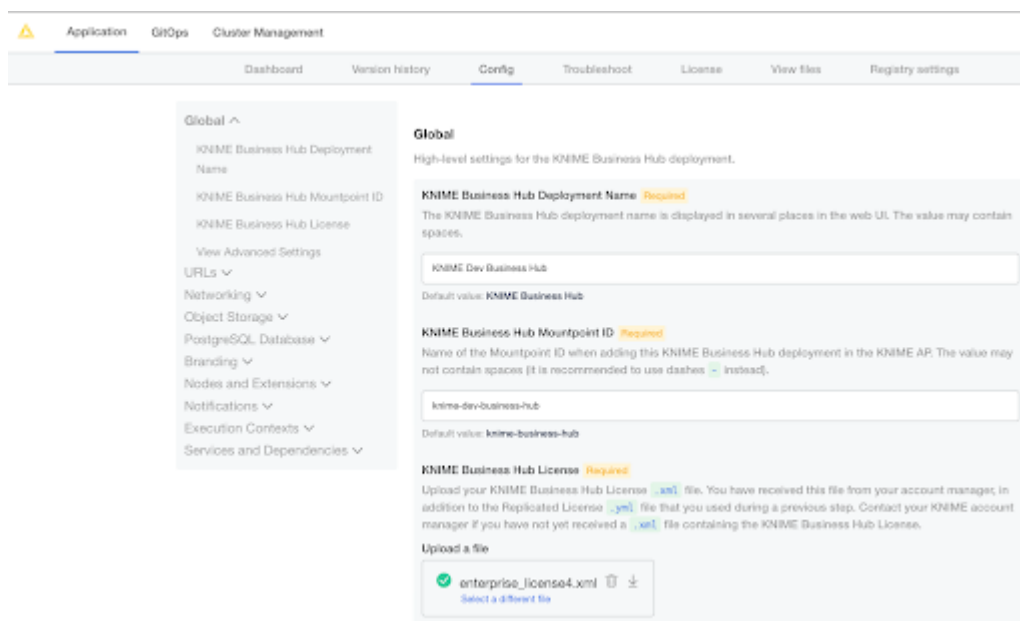 Application GitOps Cluster Management
Dashboard Version history Config Troubleshoot License View files Registry settings
Global
KNIME Business Hub Deployment
Name
KNIME Business Hub Mountpoint ID
KNIME Business Hub License
View Advanced Settings
URLs
Networking
Object Storage
PostgreSQL Database
Branding
Nodes and Extensions
Notifications
Execution Contexts
Services and Dependencies
Global
High-level settings for the KNIME Business Hub deployment.
KNIME Business Hub Deployment Name Required
The KNIME Business Hub deployment name is displayed in several places in the web UI. The value may contain
spaces.
KNIME Dev Business Hub
Default value: KNIME Business Hub
KNIME Business Hub Mountpoint ID Required
Name of the Mountpoint ID when adding this KNIME Business Hub deployment in the KNIME AP. The value may
not contain spaces (it is recommended to use dashes - instead).
knime-dev-business-hub
Default value: knime-business-hub
KNIME Business Hub License Required
Upload your KNIME Business Hub License .xml file. You have received this file from your account manager, in
addition to the Replicated License .yml file that you used during a previous step. Contact your KNIME account
manager if you have not yet received a .xml file containing the KNIME Business Hub License.
Upload a file
enterprise_license4.xml
Select a different file